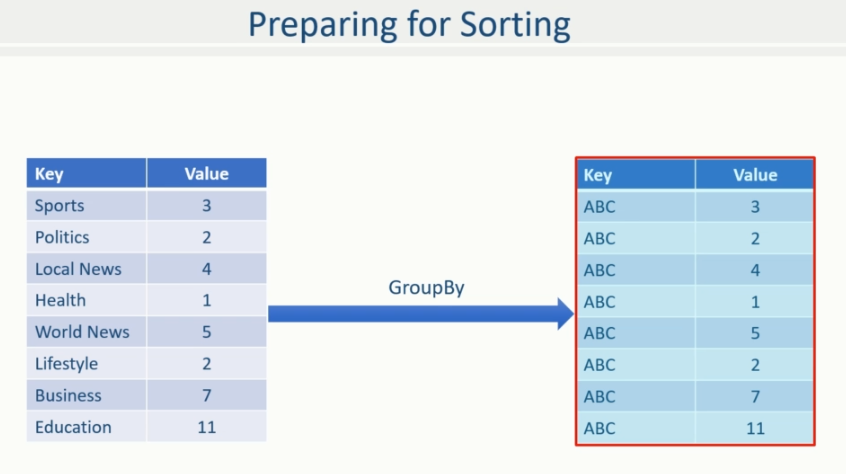 Preparing for Sorting
Key Value
Sports 3
Politics 2
Local News 4
Health 1
World News 5
Lifestyle 2
Business 7
Education 11
GroupBy
Key Value
ABC 3
ABC 2
ABC 4
ABC 1
ABC 5
ABC 2
ABC 7
ABC 11